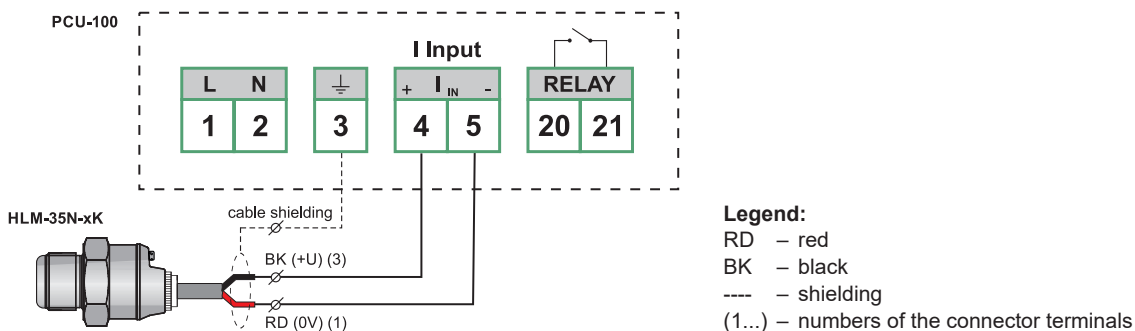 PCU-100
I Input
L N
⏚
+ I IN -
RELAY
1 2
3
4 5
20 21
HLM-35N-xK
cable shielding
BK (+U) (3)
RD (0V) (1)
Legend:
RD – red
BK – black
---- – shielding
(1...) – numbers of the connector terminals